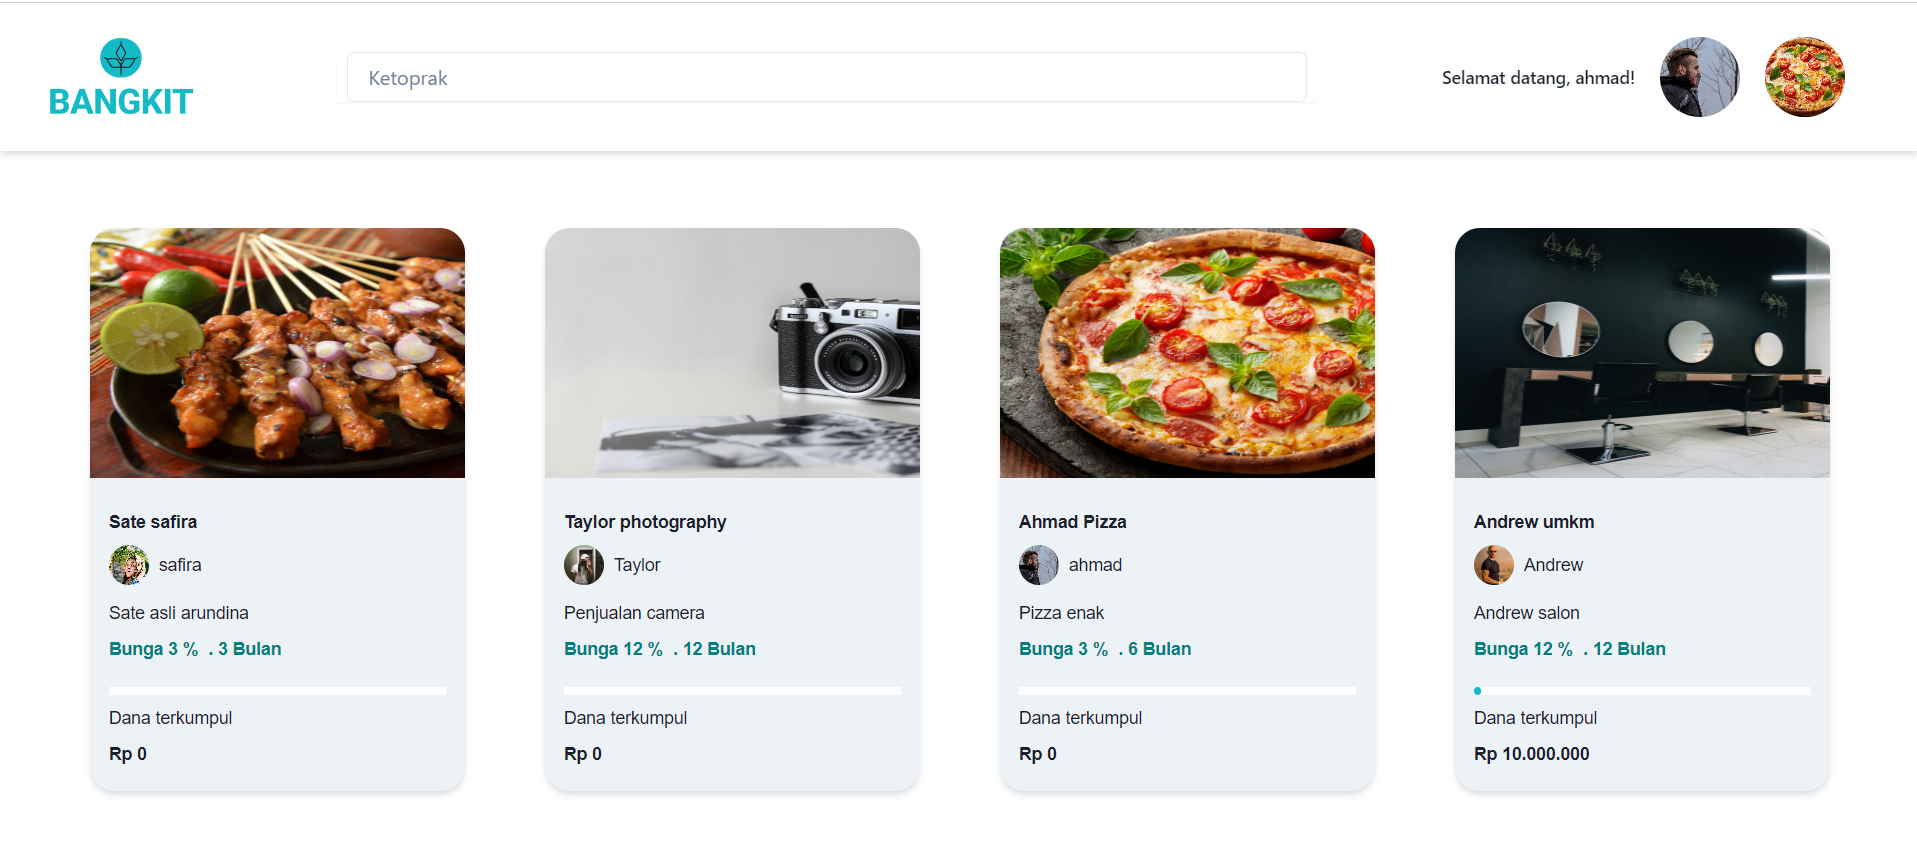 BANGKIT
Ketoprak
Selamat datang, ahmad!
Sate safira
safira
Sate asli arundina
Bunga 3 % . 3 Bulan
Dana terkumpul
Rp 0
Taylor photography
Taylor
Penjualan camera
Bunga 12 % . 12 Bulan
Dana terkumpul
Rp 0
Ahmad Pizza
ahmad
Pizza enak
Bunga 3 % . 6 Bulan
Dana terkumpul
Rp 0
Andrew umkm
Andrew
Andrew salon
Bunga 12 % . 12 Bulan
Dana terkumpul
Rp 10.000.000